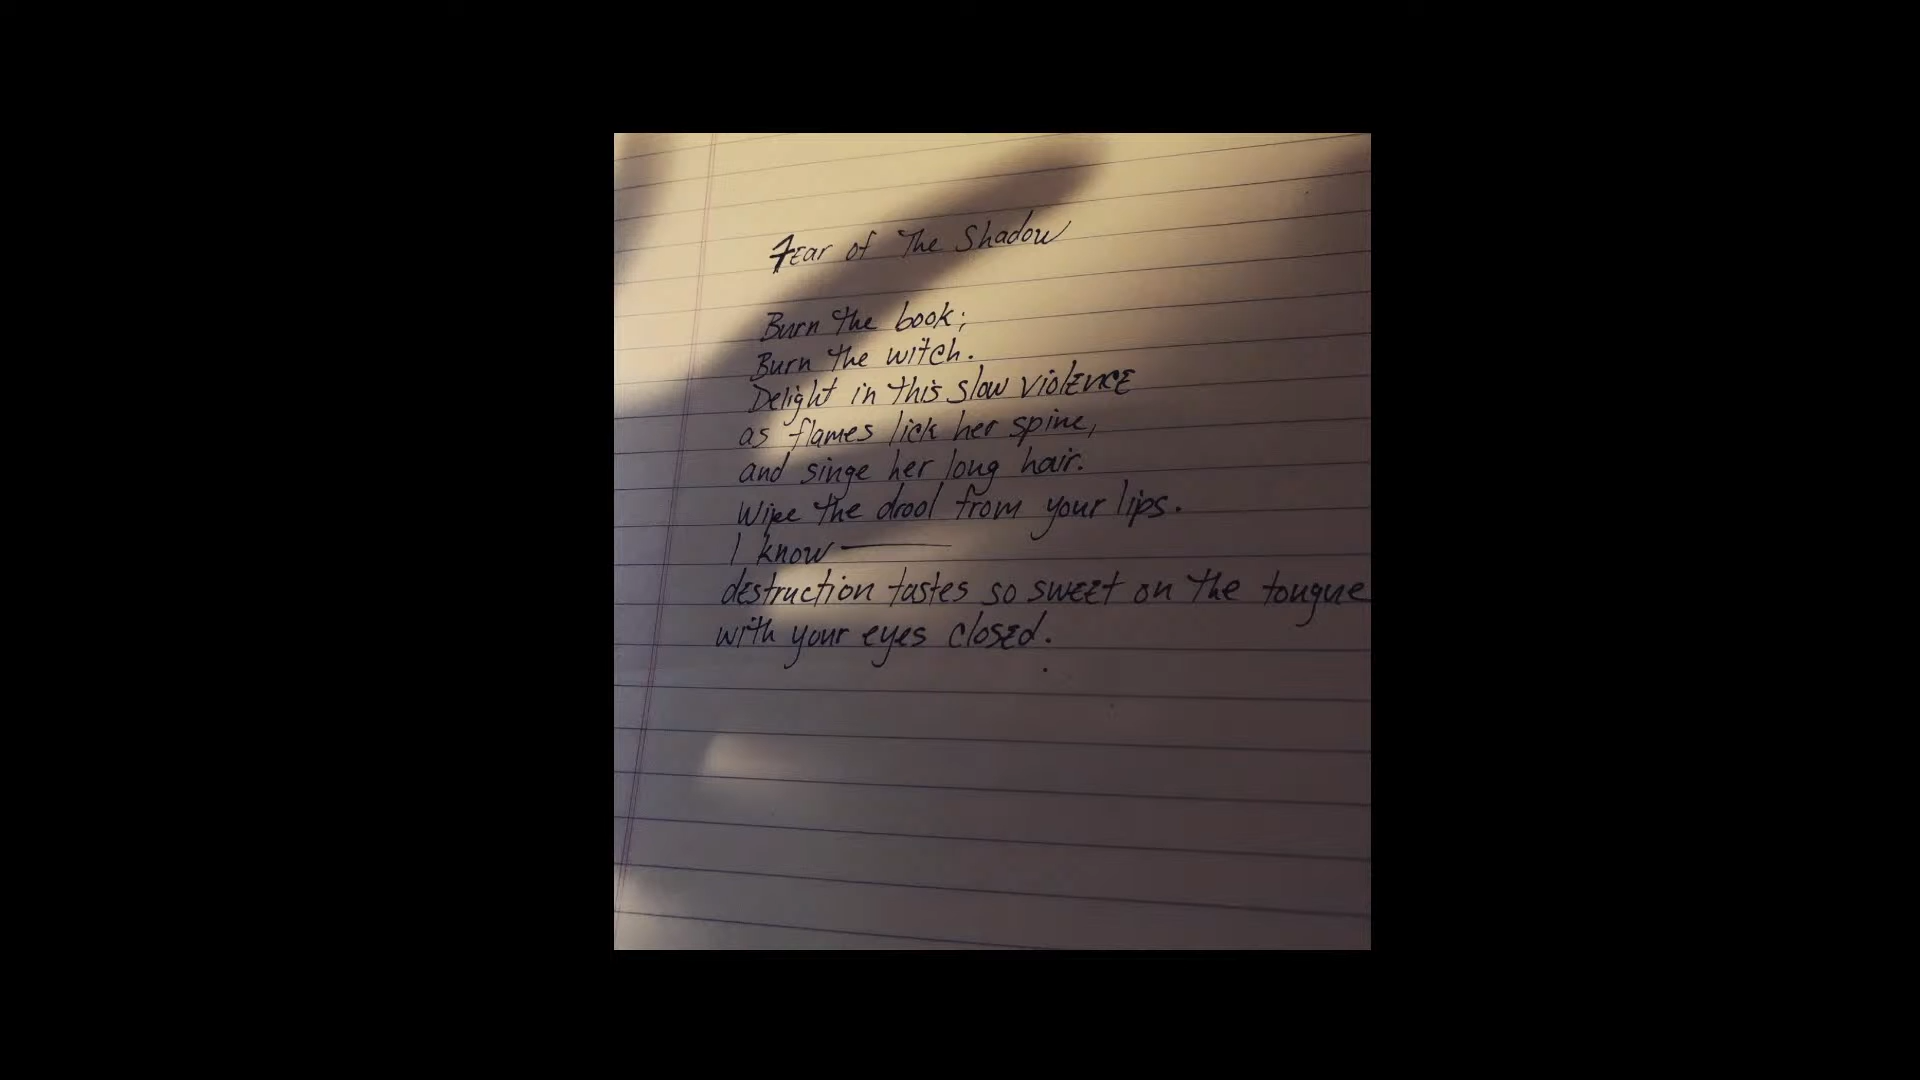 Fear of The Shadow
Burn the book;
Burn the witch.
Delight in this slow violence
as flames lick her spine,
and singe her long hair.
Wipe the drool from your lips.
I know —
destruction tastes so sweet on the tongue
with your eyes closed.